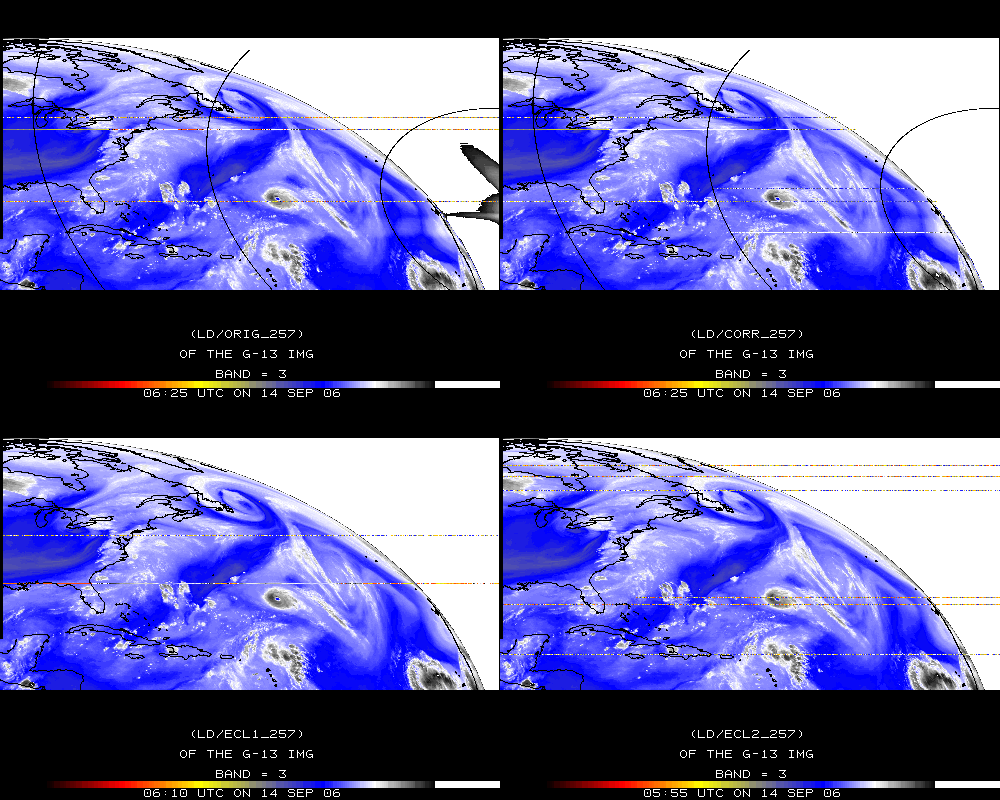 (LD/ORIG_257)
OF THE G-13 IMG
BAND = 3
06:25 UTC ON 14 SEP 06
(LD/CORR_257)
OF THE G-13 IMG
BAND = 3
06:25 UTC ON 14 SEP 06
(LD/ECL1_257)
OF THE G-13 IMG
BAND = 3
06:10 UTC ON 14 SEP 06
(LD/ECL2_257)
OF THE G-13 IMG
BAND = 3
05:55 UTC ON 14 SEP 06